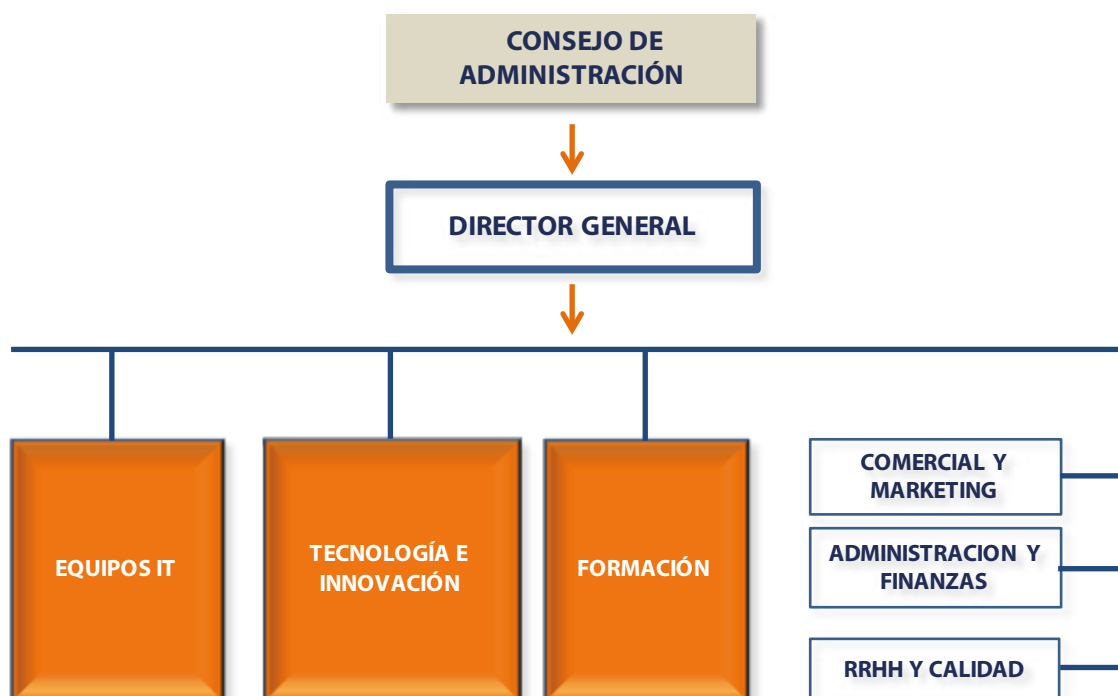 CONSEJO DE
ADMINISTRACIÓN
DIRECTOR GENERAL
EQUIPOS IT
TECNOLOGÍA E
INNOVACIÓN
FORMACIÓN
COMERCIAL Y
MARKETING
ADMINISTRACION Y
FINANZAS
RRHH Y CALIDAD